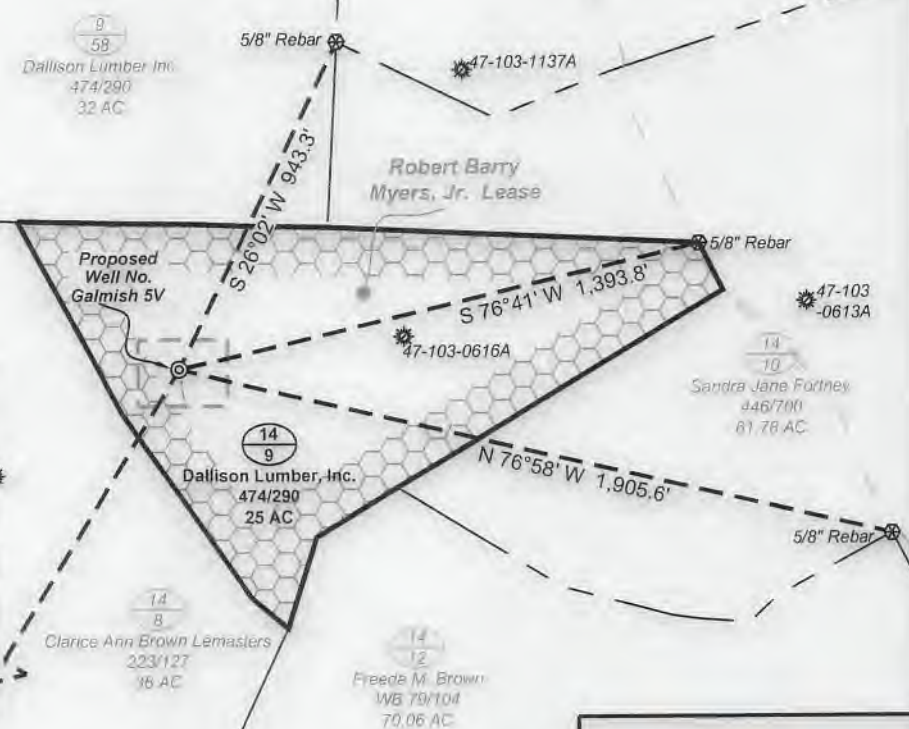 9
58
Dallison Lumber Inc.
474/290
32 AC
5/8" Rebar
47-103-1137A
S 26°02' W 943.3'
Robert Barry
Myers, Jr. Lease
5/8" Rebar
Proposed
Well No.
Galmish 5V
S 76°41' W 1,393.8'
47-103
-0613A
47-103-0616A
14
10
Sandra Jane Fortney
446/700
61.78 AC
14
9
Dallison Lumber, Inc.
474/290
25 AC
N 76°58' W 1,905.6'
5/8" Rebar
14
8
Clarice Ann Brown Lemasters
223/127
36 AC
14
12
Freeda M. Brown
WB 79/104
70.06 AC